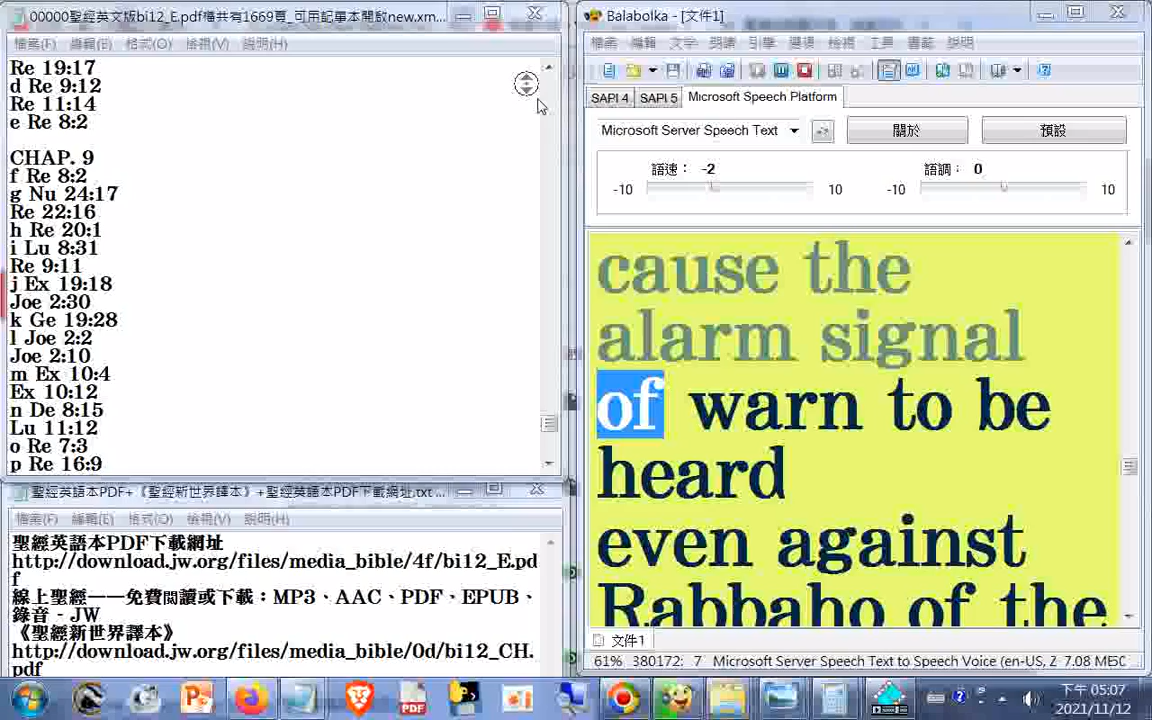 00000聖經英文版bi12_E.pdf檔共有1669頁_可用記事本開啟new.xm...
檔案(F) 編輯(E) 格式(O) 檢視(V) 說明(H)
Re 19:17
d Re 9:12
Re 11:14
e Re 8:2
CHAP. 9
f Re 8:2
g Nu 24:17
Re 22:16
h Re 20:1
i Lu 8:31
Re 9:11
j Ex 19:18
Joe 2:30
k Ge 19:28
l Joe 2:2
Joe 2:10
m Ex 10:4
Ex 10:12
n De 8:15
Lu 11:12
o Re 7:3
p Re 16:9
聖經英語本PDF+《聖經新世界譯本》+聖經英語本PDF下載網址.txt ...
檔案(F) 編輯(E) 格式(O) 檢視(V) 說明(H)
聖經英語本PDF下載網址
http://download.jw.org/files/media_bible/4f/bi12_E.pd
f
線上聖經——免費閱讀或下載：MP3、AAC、PDF、EPUB、
錄音－JW
《聖經新世界譯本》
http://download.jw.org/files/media_bible/0d/bi12_CH.
pdf
Balabolka - [文件1]
檔案 編輯 文字 朗讀 引擎 選項 檢視 工具 書籤 說明
SAPI 4 SAPI 5 Microsoft Speech Platform
Microsoft Server Speech Text 關於 預設
語速： -2 語調： 0
-10 10 -10 10
cause the
alarm signal
of warn to be
heard
even against
Rabbaho of the
文件1
61% 380172: 7 Microsoft Server Speech Text to Speech Voice (en-US, Z 7.08 МБ
下午 05:07
2021/11/12